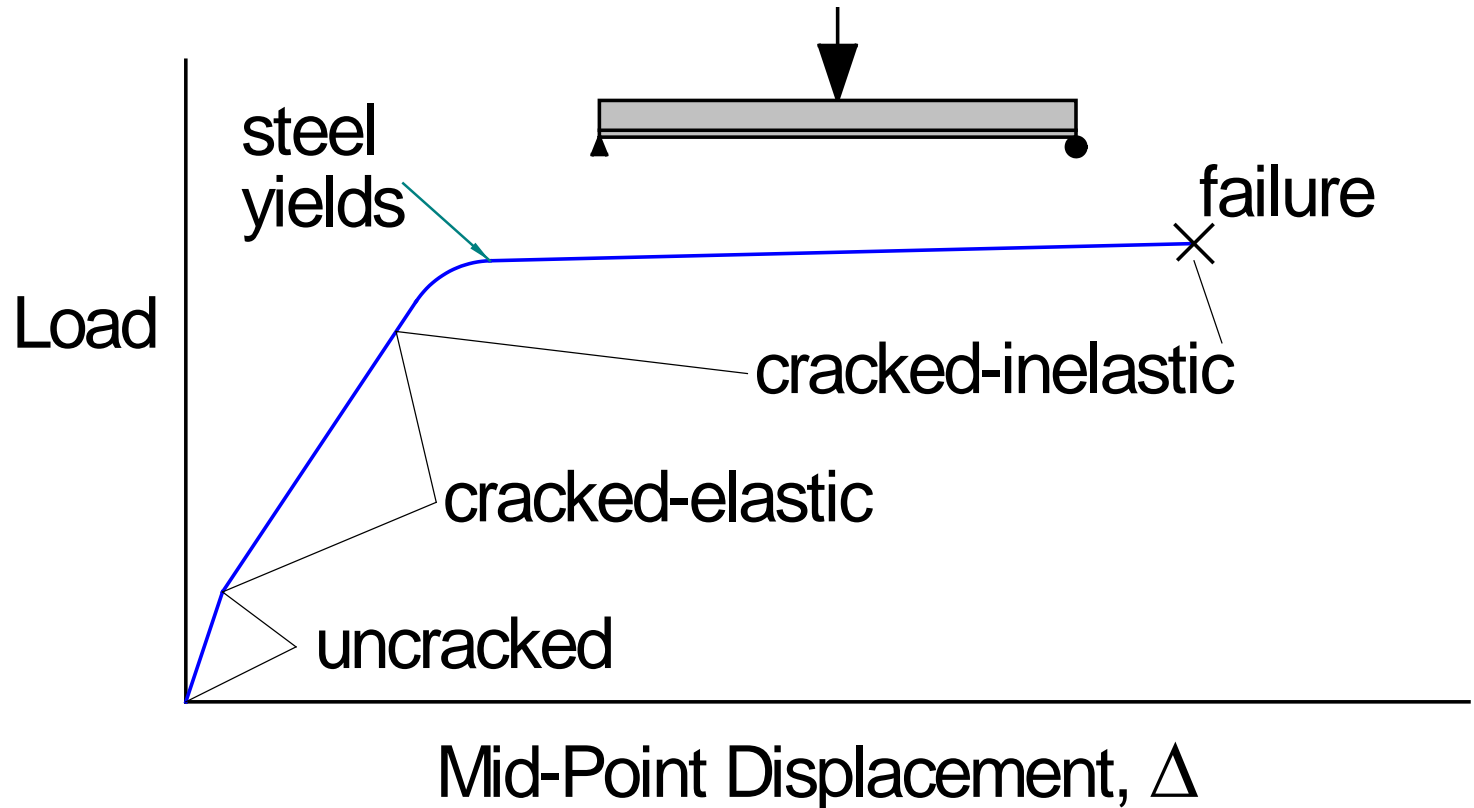 steel
yields
failure
Load
cracked-inelastic
cracked-elastic
uncracked
Mid-Point Displacement, Δ